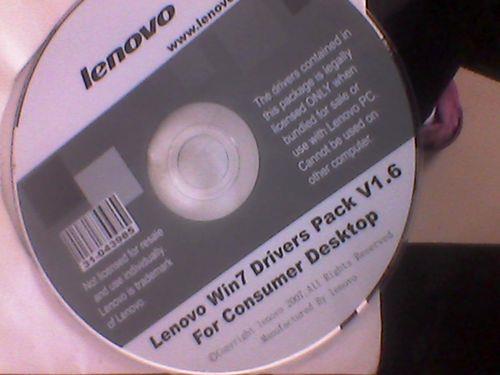 lenovo
www.lenovo
The drivers contained in
this package is legally
licensed ONLY when
bundled for sale or
use with Lenovo PC.
Cannot be used on
other computer.
31-043985
Not licensed for resale
and use individually
Lenovo is trademark
of Lenovo.
Lenovo Win7 Drivers Pack V1.6
For Consumer Desktop
©Copyright lenovo 2007.All Rights Reserved
Manufactured By lenovo